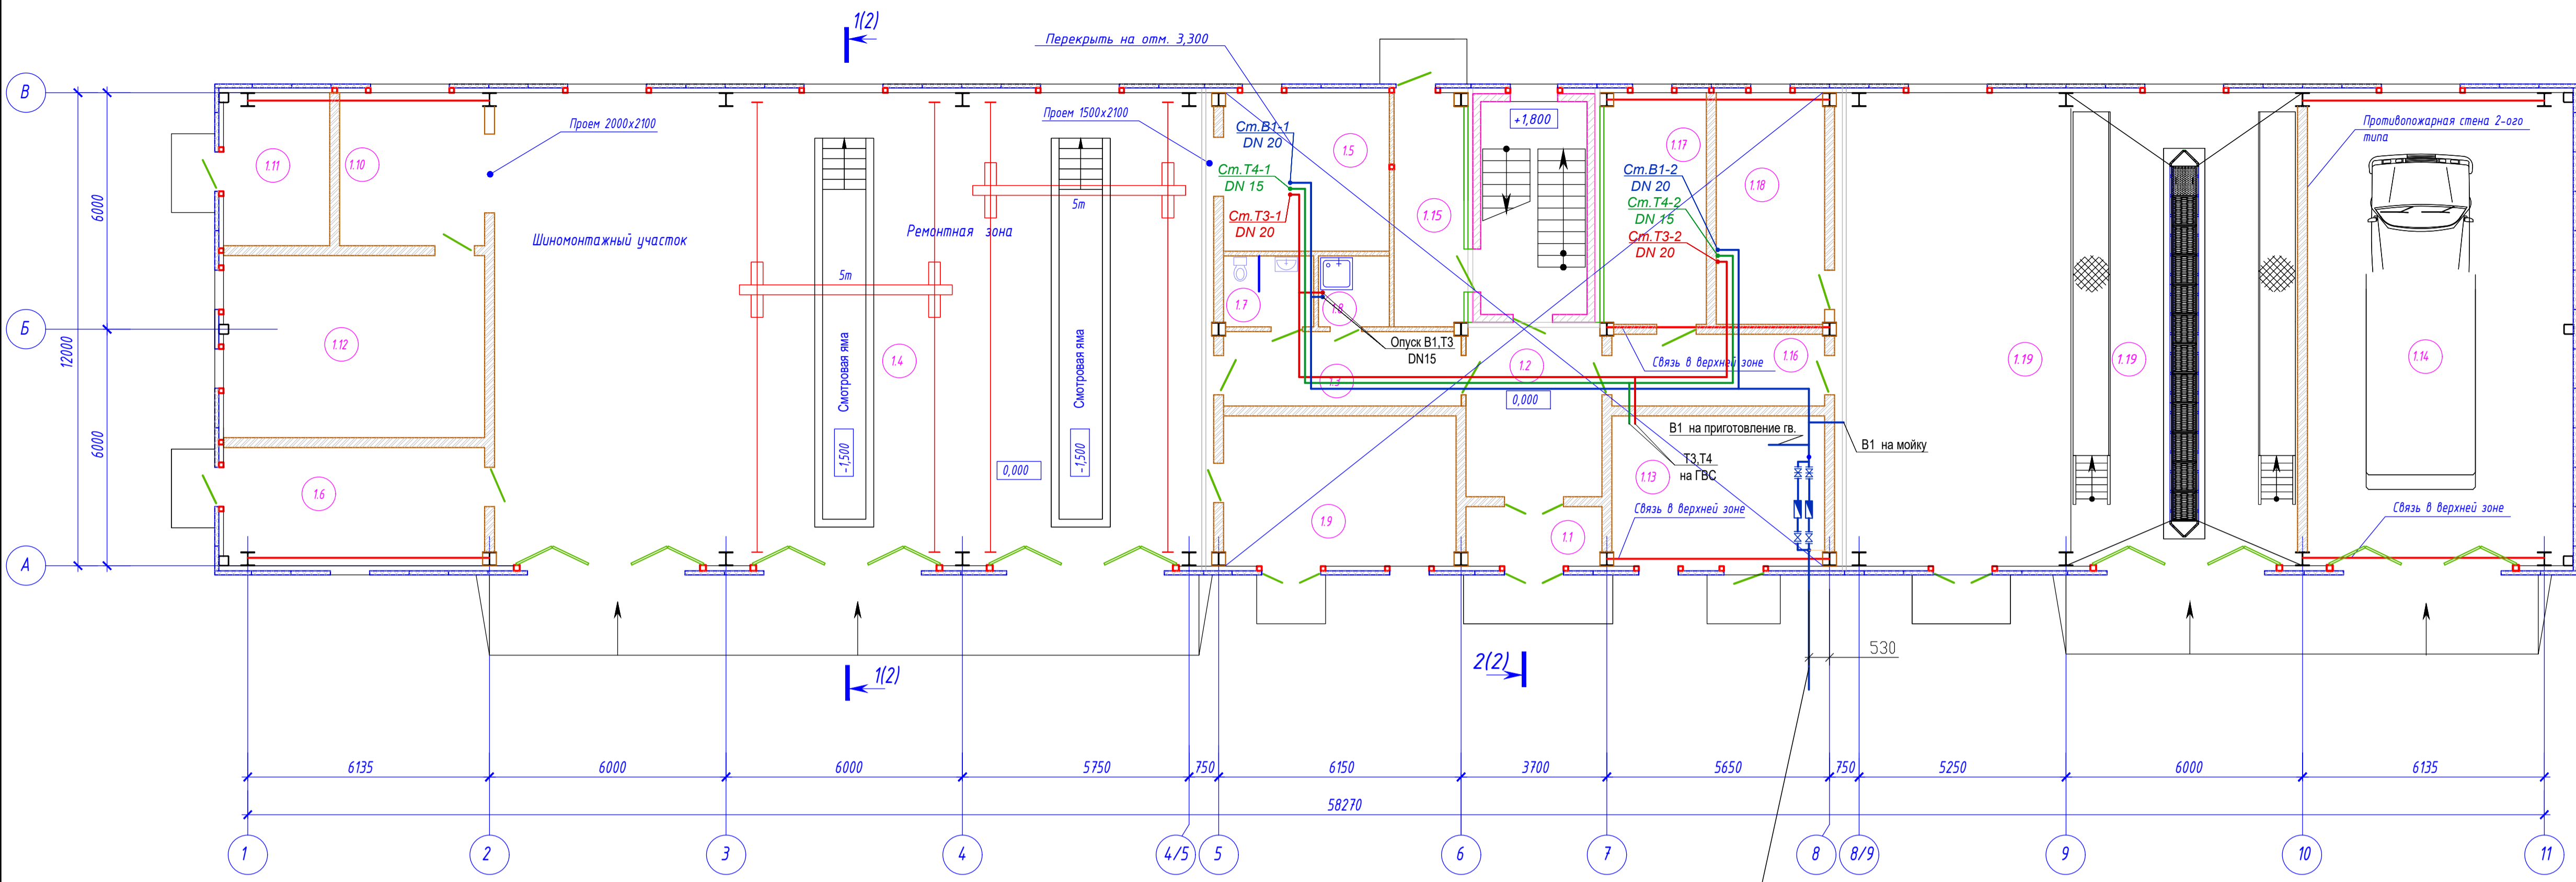 1(2)
Перекрыть на отм. 3,300
В
Проем 2000х2100
Проем 1500х2100
Ст.В1-1
DN 20
+1,800
Противопожарная стена 2-ого
типа
1.11
1.10
1.5
1.17
1.18
Ст.Т4-1
DN 15
Ст.В1-2
DN 20
Ст.Т4-2
DN 15
6000
5т
1.15
Ст.Т3-1
DN 20
Ст.Т3-2
DN 20
Шиномонтажный участок
Ремонтная зона
5т
1.7
1.8
Б
12000
1.12
Смотровая яма
1.4
Смотровая яма
Опуск В1,Т3
DN15
1.2
Связь в верхней зоне
1.16
1.19
1.19
1.14
1.3
0,000
6000
-1,500
0,000
-1,500
В1 на приготовление гв.
В1 на мойку
Т3,Т4
на ГВС
1.6
1.13
1.9
1.1
Связь в верхней зоне
Связь в верхней зоне
А
1(2)
2(2)
530
6135
6000
6000
5750
750
6150
3700
5650
750
5250
6000
6135
58270
1
2
3
4
4/5
5
6
7
8
8/9
9
10
11